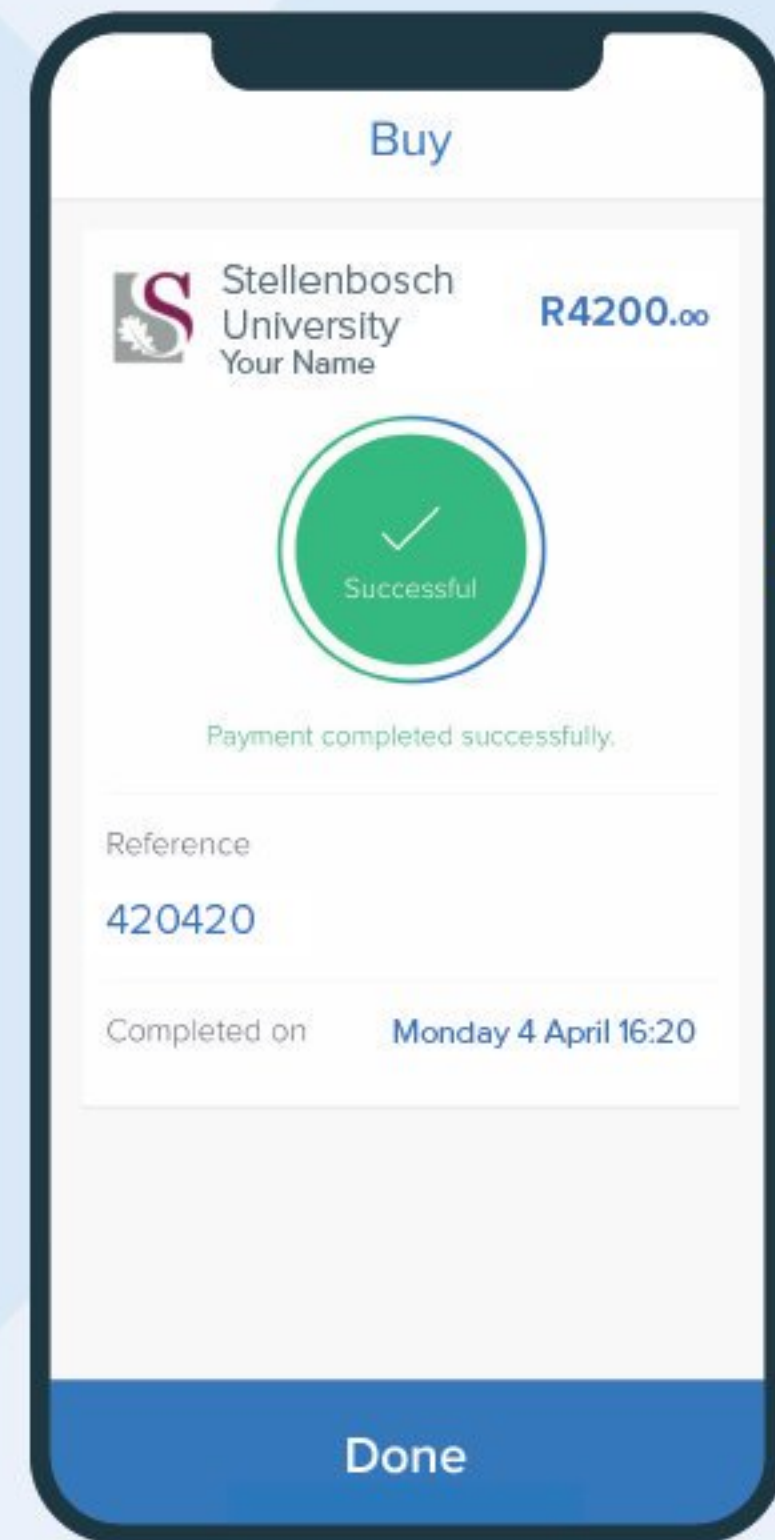 Buy
Stellenbosch
University
R4200.00
Your Name
Successful
Payment completed successfully.
Reference
420420
Completed on Monday 4 April 16:20
Done